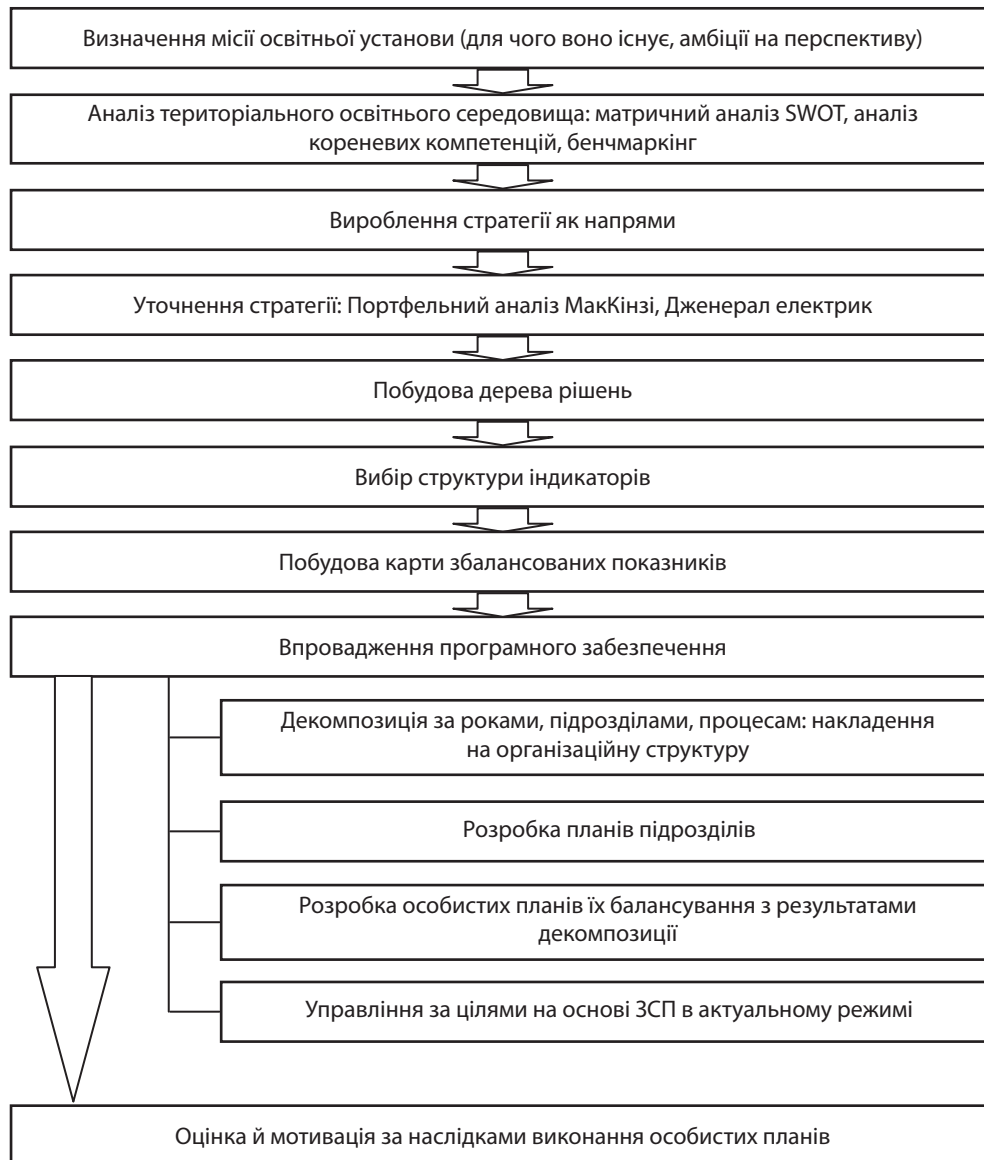 Визначення місії освітньої установи (для чого воно існує, амбіції на перспективу)
Аналіз територіального освітнього середовища: матричний аналіз SWOT, аналіз
кореневих компетенцій, бенчмаркінг
Вироблення стратегії як напрями
Уточнення стратегії: Портфельний аналіз МакКінзі, Дженерал електрик
Побудова дерева рішень
Вибір структури індикаторів
Побудова карти збалансованих показників
Впровадження програмного забезпечення
Декомпозиція за роками, підрозділами, процесам: накладення
на організаційну структуру
Розробка планів підрозділів
Розробка особистих планів їх балансування з результатами
декомпозиції
Управління за цілями на основі ЗСП в актуальному режимі
Оцінка й мотивація за наслідками виконання особистих планів